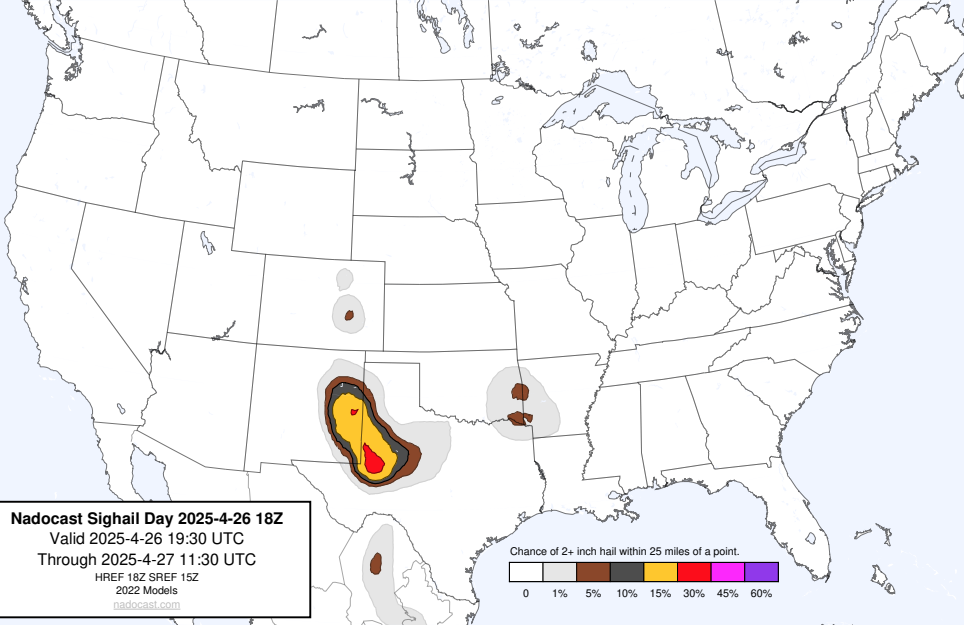 Nadocast Sighail Day 2025-4-26 18Z
Valid 2025-4-26 19:30 UTC
Through 2025-4-27 11:30 UTC
HREF 18Z SREF 15Z
2022 Models
nadocast.com
Chance of 2+ inch hail within 25 miles of a point.
0 1% 5% 10% 15% 30% 45% 60%